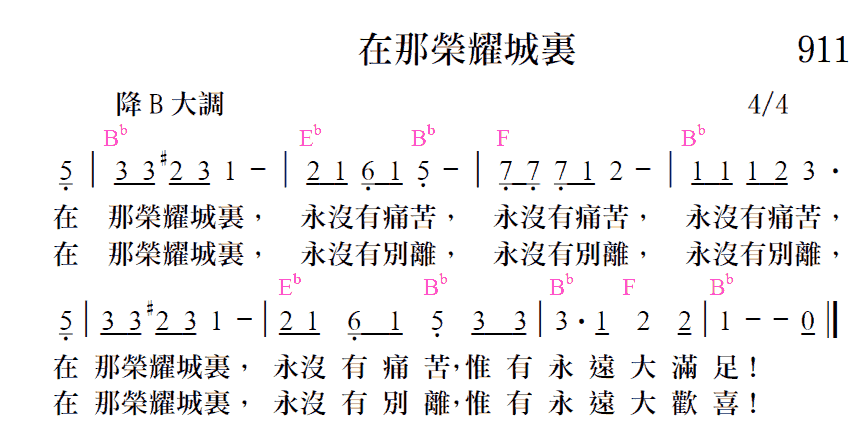 在那榮耀城裏 911
降 B 大調 4/4
B♭ E♭ B♭ F B♭
5̣ | 3 3 #2 3 1 – | 2 1 6̣ 1 5̣ – | 7̣ 7̣ 7̣ 1 2 – | 1 1 1 2 3 ·
在 那榮耀城裏， 永沒有痛苦， 永沒有痛苦， 永沒有痛苦，
在 那榮耀城裏， 永沒有別離， 永沒有別離， 永沒有別離，
E♭ B♭ B♭ F B♭
5̣ | 3 3 #2 3 1 – | 2 1 6̣ 1 5̣ 3 3 | 3 · 1 2 2 | 1 – – 0 ||
在 那榮耀城裏， 永沒 有 痛 苦，惟 有 永 遠 大 滿 足！
在 那榮耀城裏， 永沒 有 別 離，惟 有 永 遠 大 歡 喜！